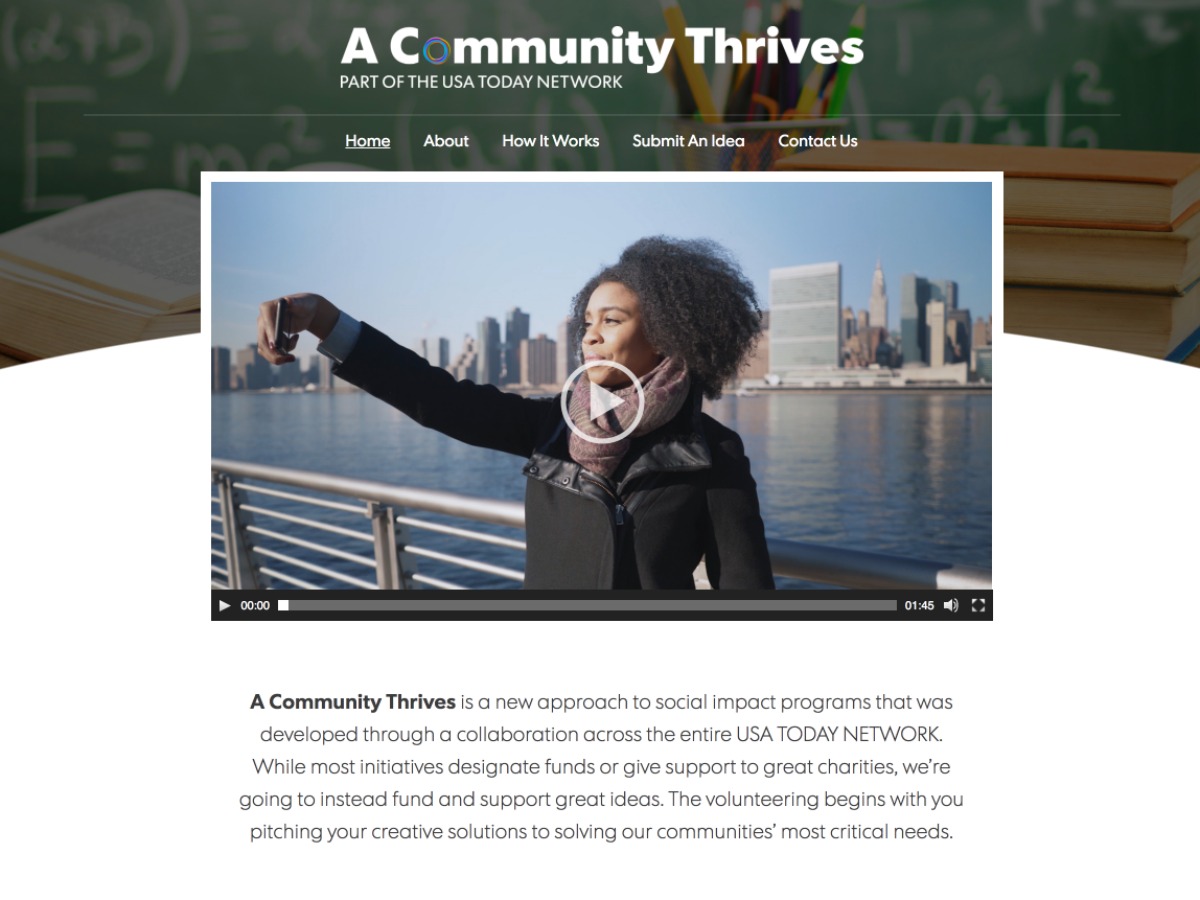 A Community Thrives
PART OF THE USA TODAY NETWORK
Home About How It Works Submit An Idea Contact Us
00:00 01:45
A Community Thrives is a new approach to social impact programs that was
developed through a collaboration across the entire USA TODAY NETWORK.
While most initiatives designate funds or give support to great charities, we're
going to instead fund and support great ideas. The volunteering begins with you
pitching your creative solutions to solving our communities' most critical needs.